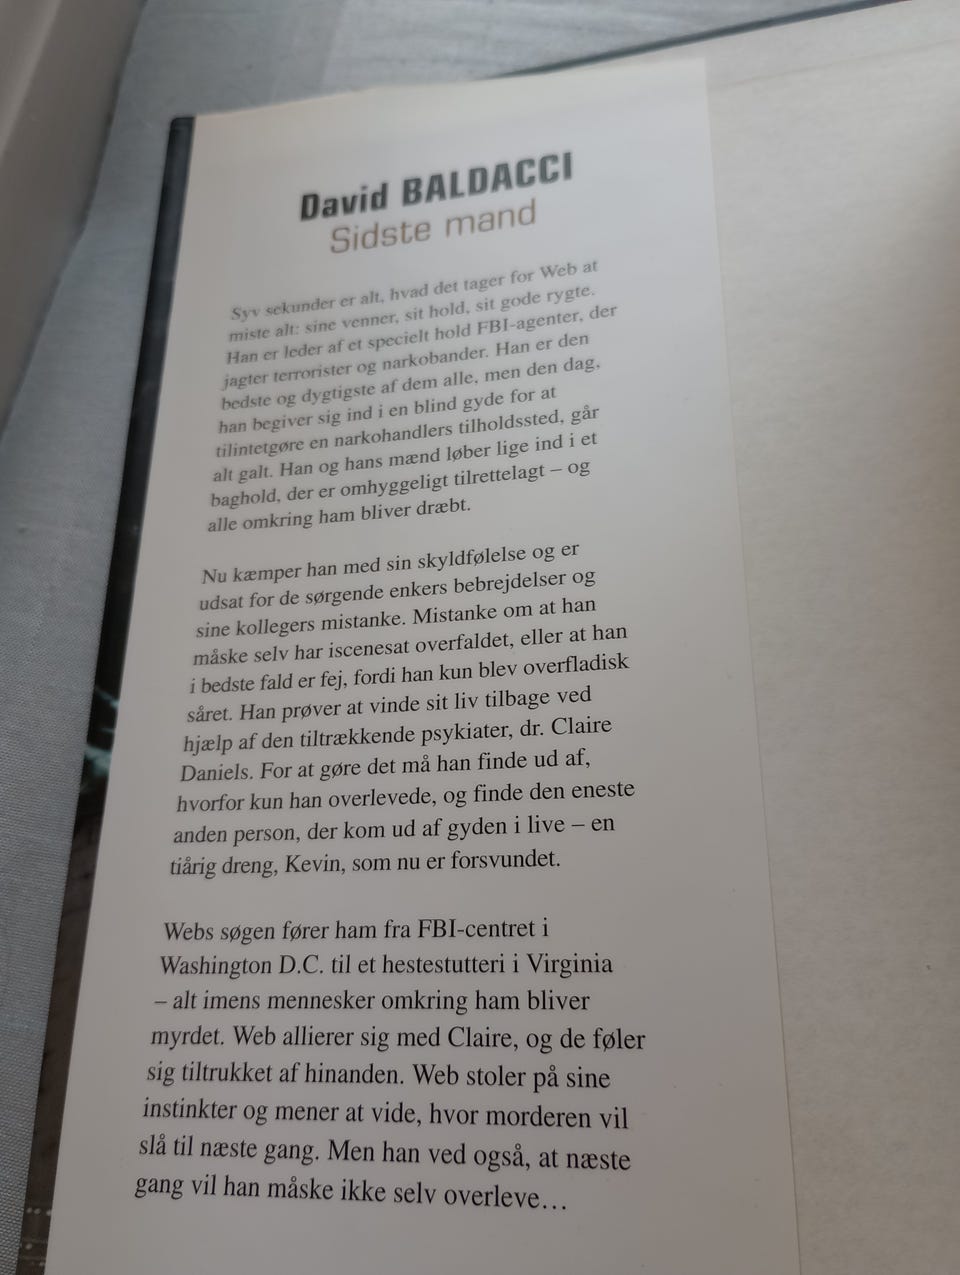 David BALDACCI
Sidste mand
Syv sekunder er alt, hvad det tager for Web at
miste alt: sine venner, sit hold, sit gode rygte.
Han er leder af et specielt hold FBI-agenter, der
jagter terrorister og narkobander. Han er den
bedste og dygtigste af dem alle, men den dag,
han begiver sig ind i en blind gyde for at
tilintetgøre en narkohandlers tilholdssted, går
alt galt. Han og hans mænd løber lige ind i et
baghold, der er omhyggeligt tilrettelagt – og
alle omkring ham bliver dræbt.
Nu kæmper han med sin skyldfølelse og er
udsat for de sørgende enkers bebrejdelser og
sine kollegers mistanke. Mistanke om at han
måske selv har iscenesat overfaldet, eller at han
i bedste fald er fej, fordi han kun blev overfladisk
såret. Han prøver at vinde sit liv tilbage ved
hjælp af den tiltrækkende psykiater, dr. Claire
Daniels. For at gøre det må han finde ud af,
hvorfor kun han overlevede, og finde den eneste
anden person, der kom ud af gyden i live – en
tiårig dreng, Kevin, som nu er forsvundet.
Webs søgen fører ham fra FBI-centret i
Washington D.C. til et hestestutteri i Virginia
– alt imens mennesker omkring ham bliver
myrdet. Web allierer sig med Claire, og de føler
sig tiltrukket af hinanden. Web stoler på sine
instinkter og mener at vide, hvor morderen vil
slå til næste gang. Men han ved også, at næste
gang vil han måske ikke selv overleve…